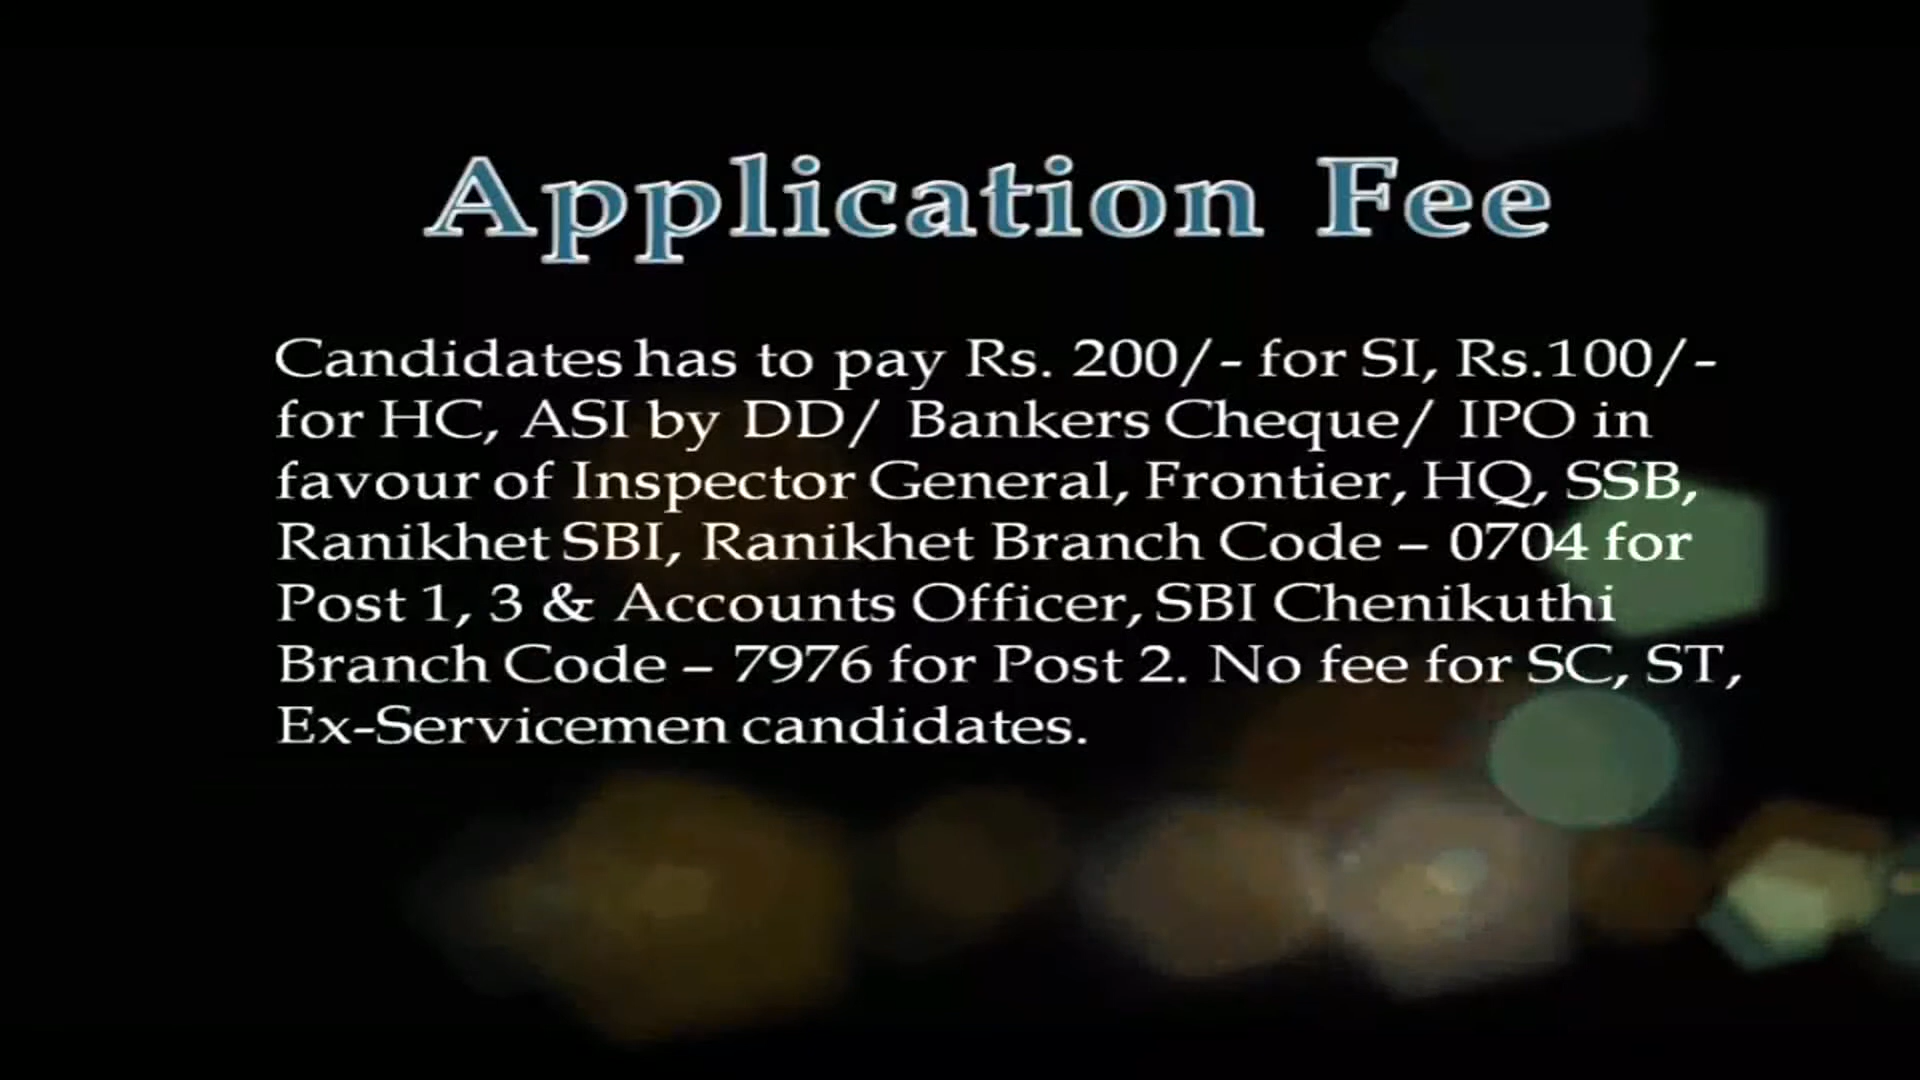 Application Fee
Candidates has to pay Rs. 200/- for SI, Rs.100/-
for HC, ASI by DD/ Bankers Cheque/ IPO in
favour of Inspector General, Frontier, HQ, SSB,
Ranikhet SBI, Ranikhet Branch Code – 0704 for
Post 1, 3 & Accounts Officer, SBI Chenikuthi
Branch Code – 7976 for Post 2. No fee for SC, ST,
Ex-Servicemen candidates.